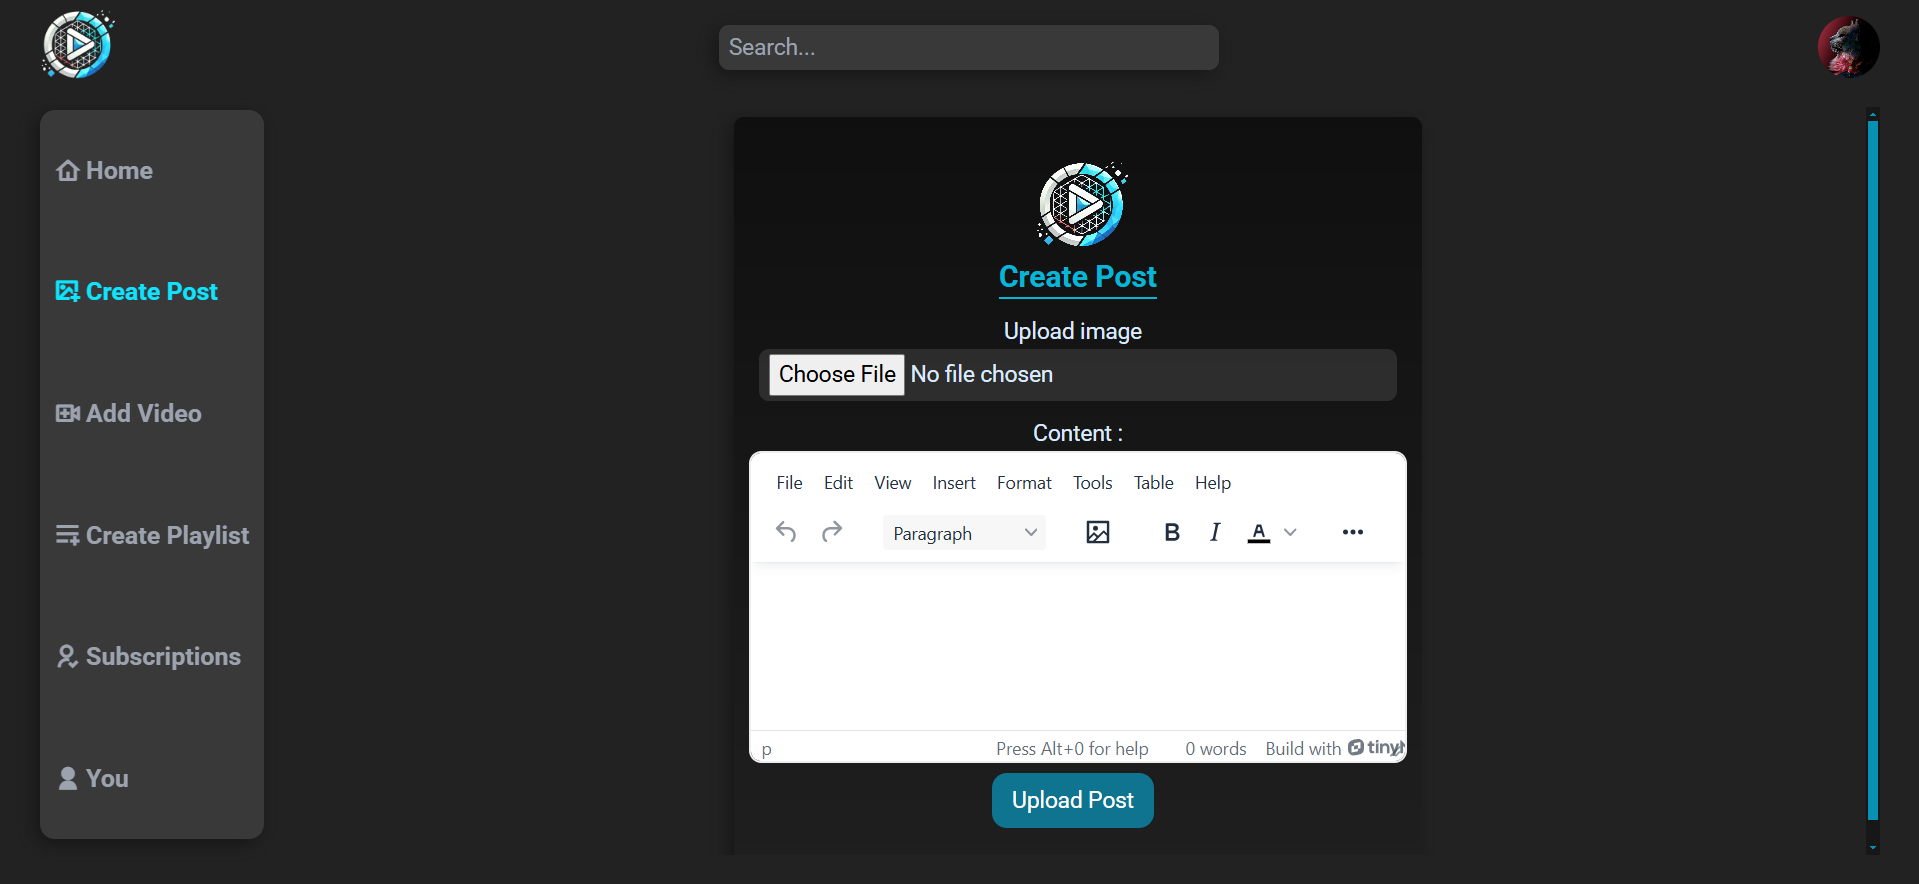 Search...
Home
Create Post
Add Video
Create Playlist
Subscriptions
You
Create Post
Upload image
Choose File No file chosen
Content :
File Edit View Insert Format Tools Table Help
Paragraph B I A
p Press Alt+0 for help 0 words Build with tiny
Upload Post